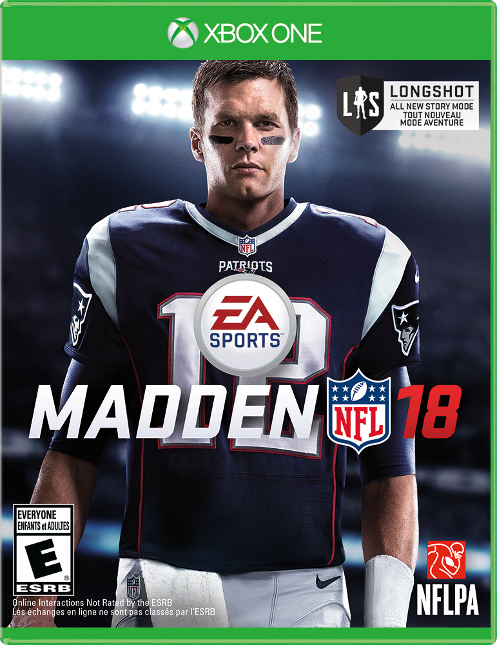 XBOX ONE
LONGSHOT
ALL NEW STORY MODE
TOUT NOUVEAU
MODE AVENTURE
L S
NFL
PATRIOTS
12
EA
SPORTS™
MADDEN NFL 18
EVERYONE
ENFANTS et ADULTES
E
®
ESRB
Online Interactions Not Rated by the ESRB
Les échanges en ligne ne sont pas classés par l'ESRB
NFLPA